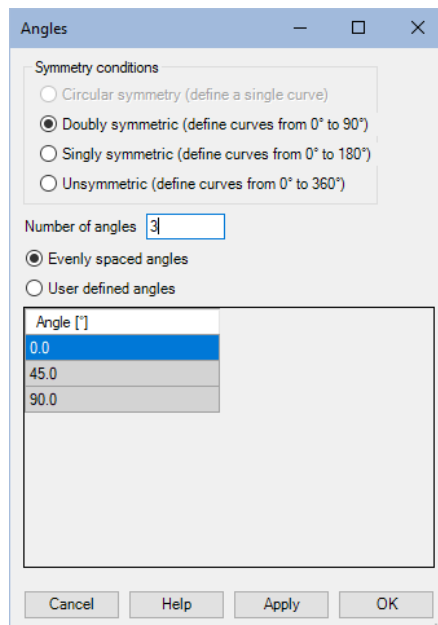 Angles
Symmetry conditions
Circular symmetry (define a single curve)
Doubly symmetric (define curves from 0° to 90°)
Singly symmetric (define curves from 0° to 180°)
Unsymmetric (define curves from 0° to 360°)
Number of angles 3
Evenly spaced angles
User defined angles
Angle [°]
0.0
45.0
90.0
Cancel Help Apply OK